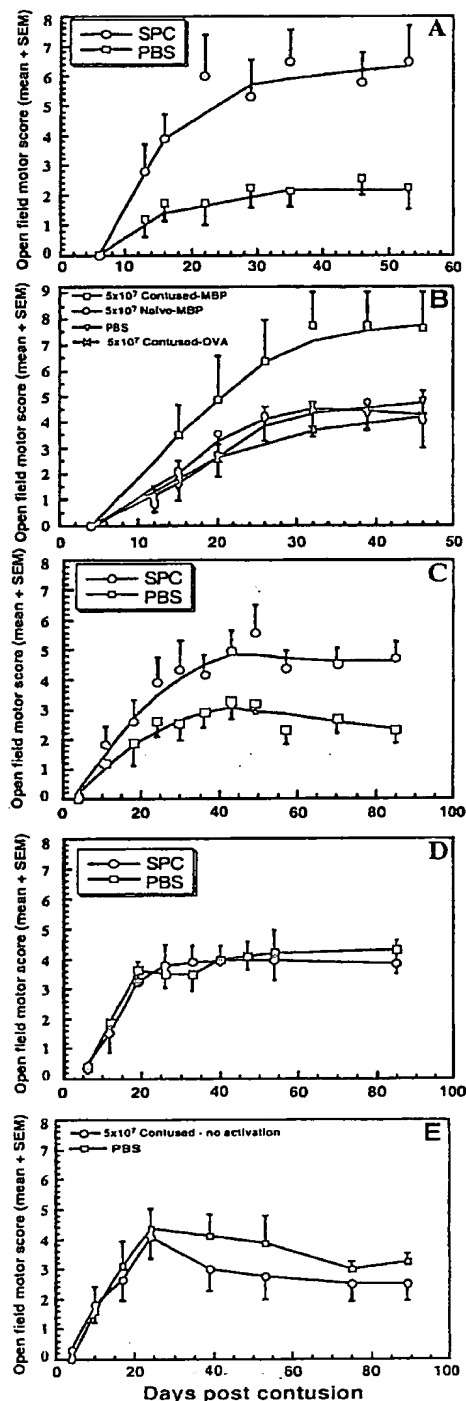 A
Open field motor score (mean + SEM)
SPC
PBS
8
7
6
5
4
3
2
1
0
0 10 20 30 40 50 60
B
Open field motor score (mean + SEM)
5x10⁷ Contused-MBP
5x10⁷ Naive-MBP
PBS
5x10⁷ Contused-OVA
9
8
7
6
5
4
3
2
1
0
0 10 20 30 40 50
C
Open field motor score (mean + SEM)
SPC
PBS
8
7
6
5
4
3
2
1
0
0 20 40 60 80 100
D
Open field motor score (mean + SEM)
SPC
PBS
8
7
6
5
4
3
2
1
0
0 20 40 60 80 100
E
Open field motor score (mean + SEM)
5x10⁷ Contused - no activation
PBS
8
7
6
5
4
3
2
1
0
0 20 40 60 80 100
Days post contusion